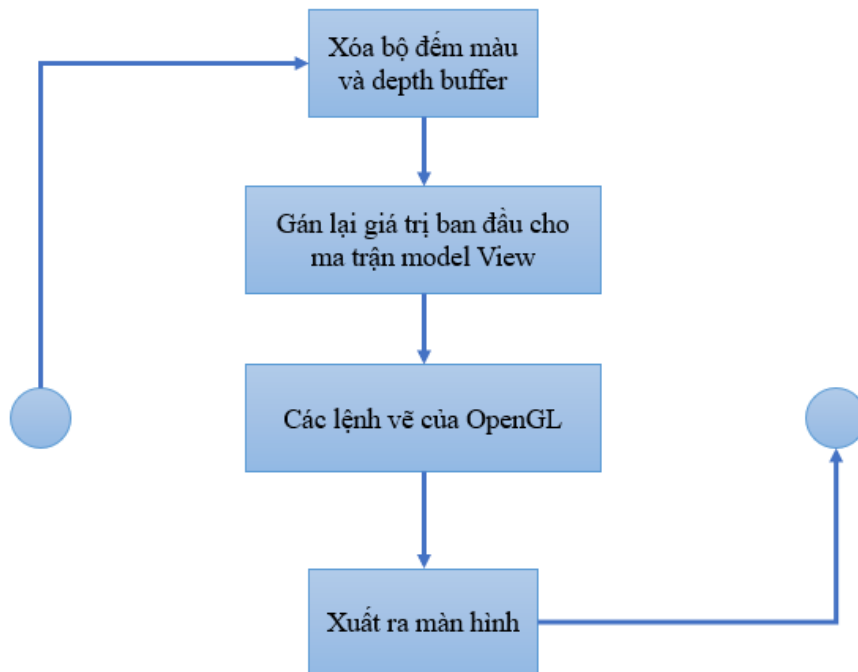 Xóa bộ đếm màu
và depth buffer
Gán lại giá trị ban đầu cho
ma trận model View
Các lệnh vẽ của OpenGL
Xuất ra màn hình